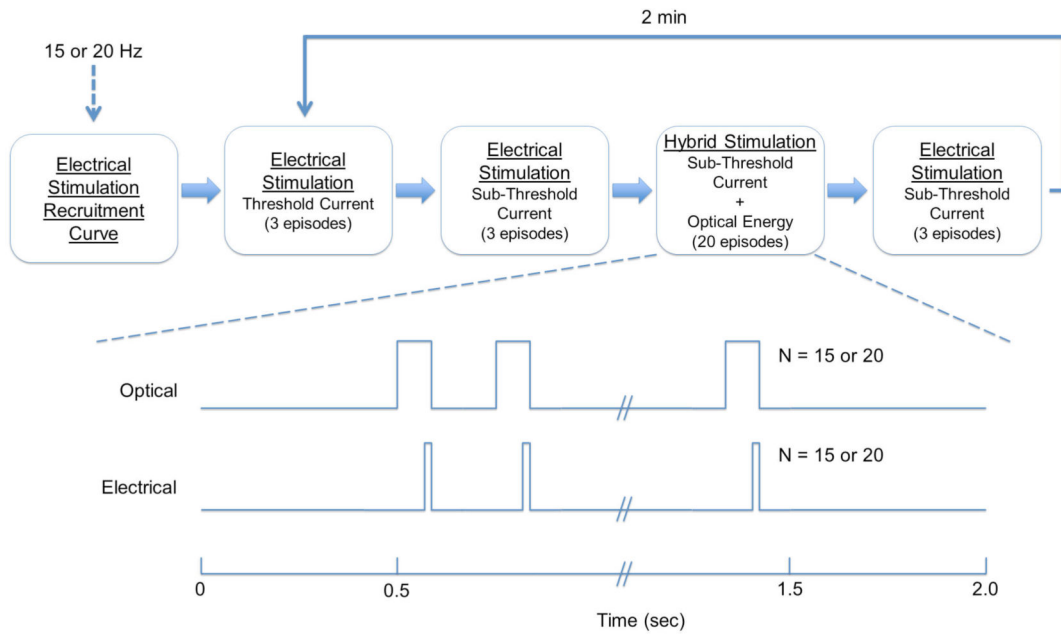 2 min
15 or 20 Hz
Electrical
Stimulation
Recruitment
Curve
Electrical
Stimulation
Threshold Current
(3 episodes)
Electrical
Stimulation
Sub-Threshold
Current
(3 episodes)
Hybrid Stimulation
Sub-Threshold
Current
+
Optical Energy
(20 episodes)
Electrical
Stimulation
Sub-Threshold
Current
(3 episodes)
Optical
N = 15 or 20
Electrical
N = 15 or 20
0 0.5 1.5 2.0
Time (sec)